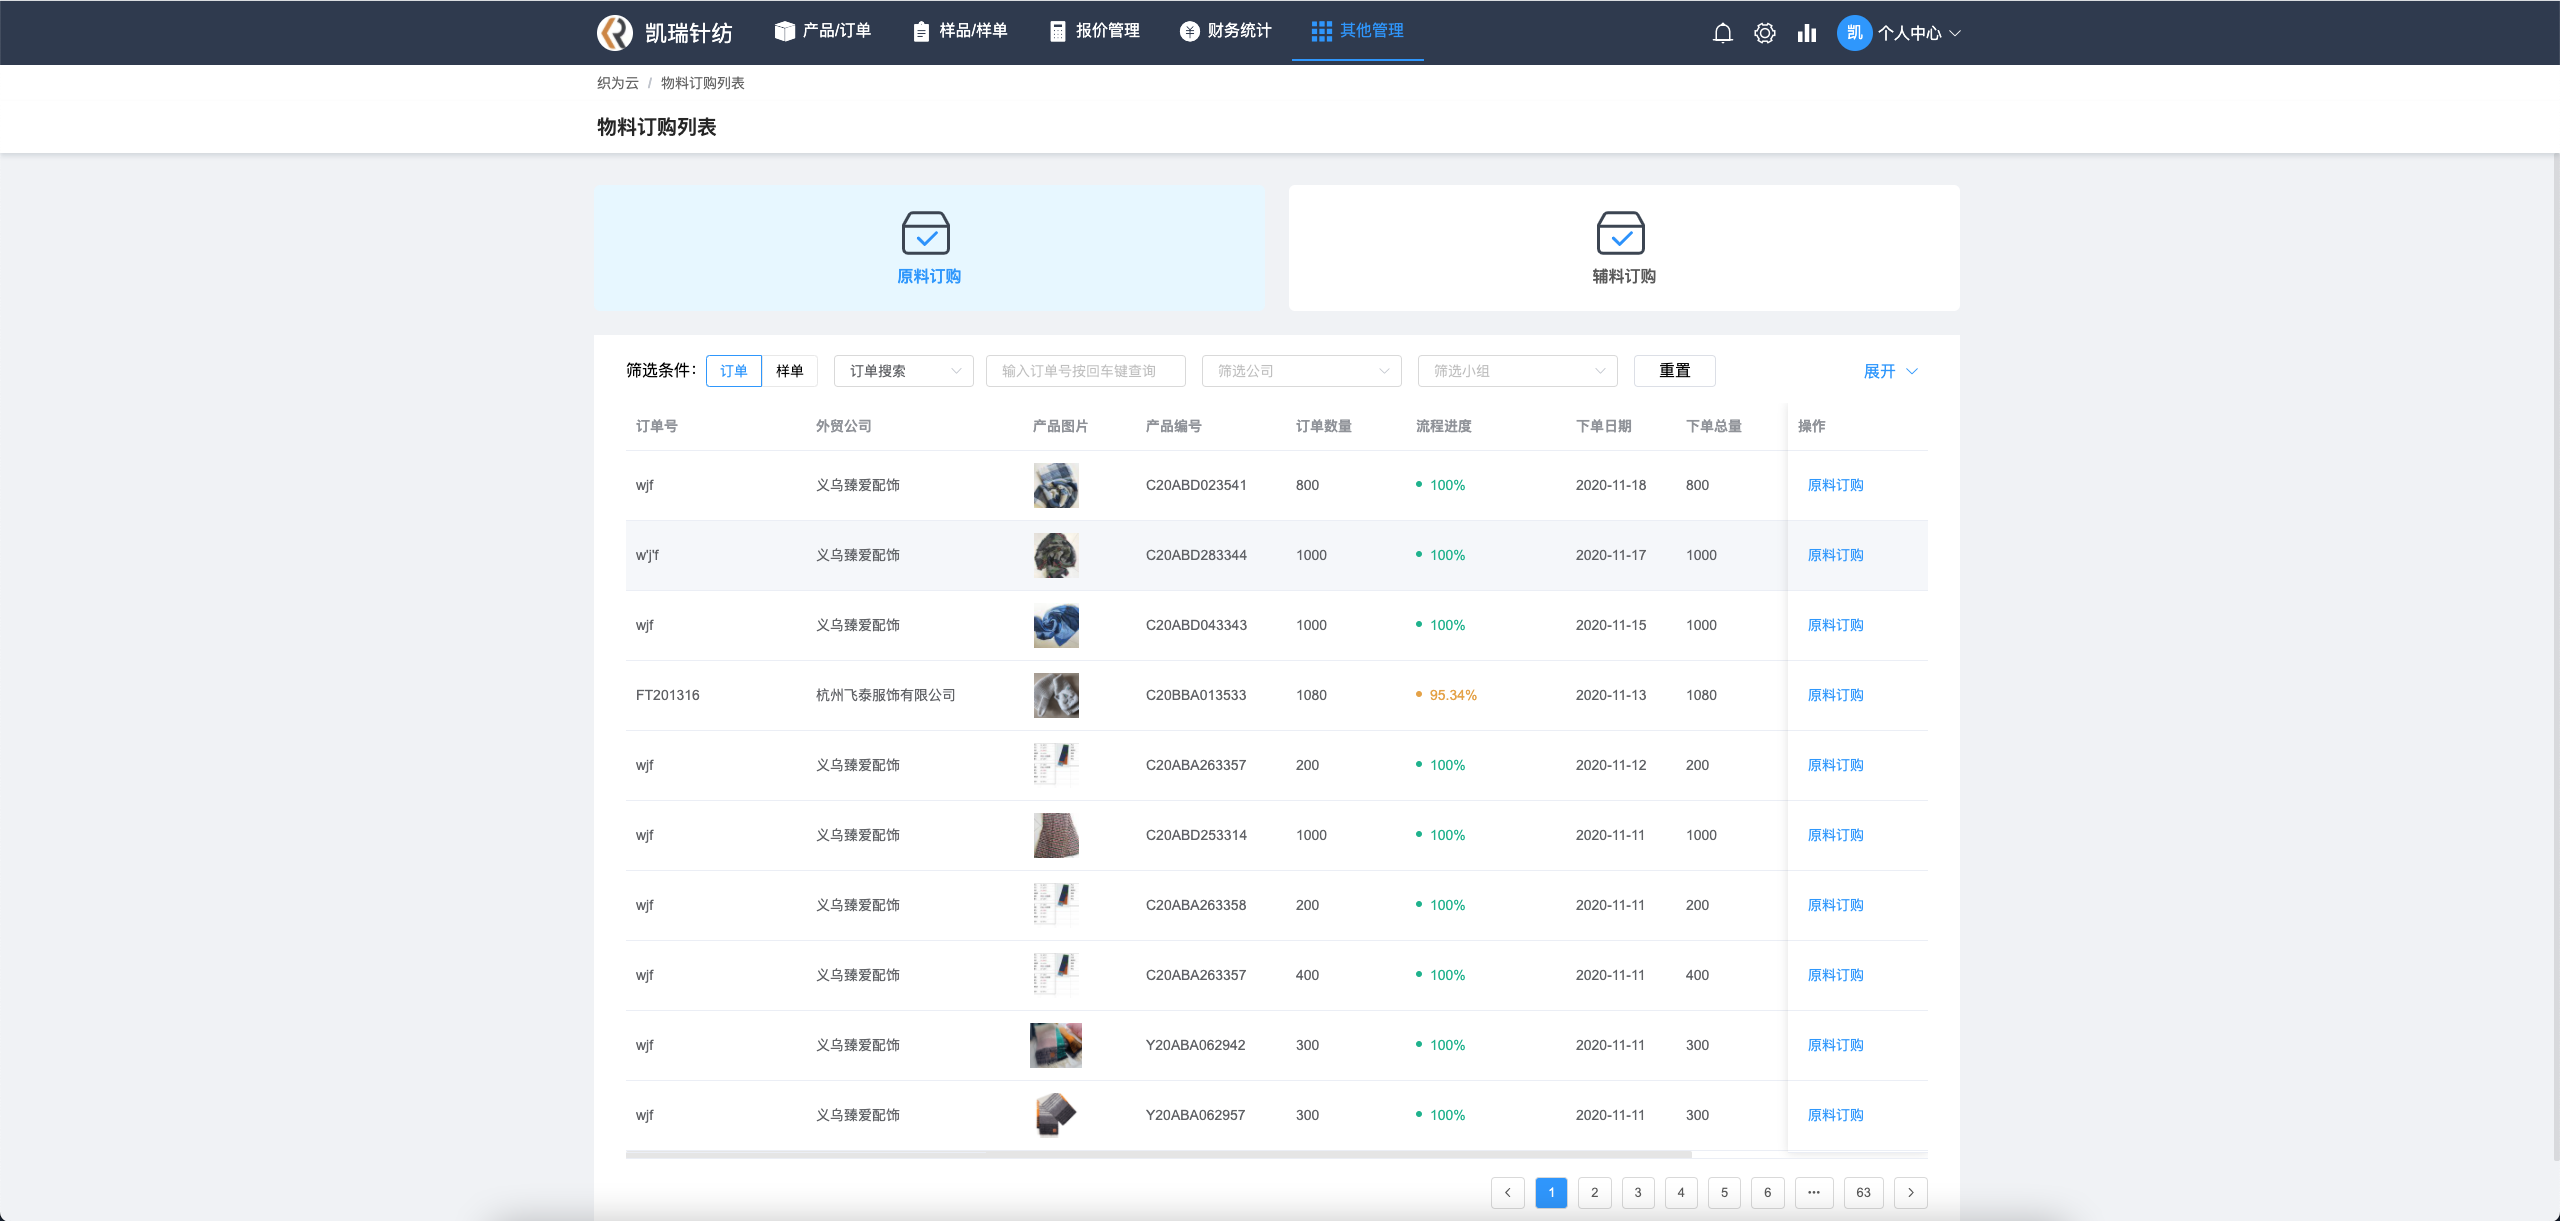 凯瑞针纺 产品/订单 样品/样单 报价管理 财务统计 其他管理 凯 个人中心
织为云 / 物料订购列表
物料订购列表
原料订购 辅料订购
筛选条件: 订单 样单 订单搜索 输入订单号按回车键查询 筛选公司 筛选小组 重置 展开
订单号 外贸公司 产品图片 产品编号 订单数量 流程进度 下单日期 下单总量 操作
wjf 义乌臻爱配饰 C20ABD023541 800 100% 2020-11-18 800 原料订购
w'j'f 义乌臻爱配饰 C20ABD283344 1000 100% 2020-11-17 1000 原料订购
wjf 义乌臻爱配饰 C20ABD043343 1000 100% 2020-11-15 1000 原料订购
FT201316 杭州飞泰服饰有限公司 C20BBA013533 1080 95.34% 2020-11-13 1080 原料订购
wjf 义乌臻爱配饰 C20ABA263357 200 100% 2020-11-12 200 原料订购
wjf 义乌臻爱配饰 C20ABD253314 1000 100% 2020-11-11 1000 原料订购
wjf 义乌臻爱配饰 C20ABA263358 200 100% 2020-11-11 200 原料订购
wjf 义乌臻爱配饰 C20ABA263357 400 100% 2020-11-11 400 原料订购
wjf 义乌臻爱配饰 Y20ABA062942 300 100% 2020-11-11 300 原料订购
wjf 义乌臻爱配饰 Y20ABA062957 300 100% 2020-11-11 300 原料订购
1 2 3 4 5 6 ··· 63